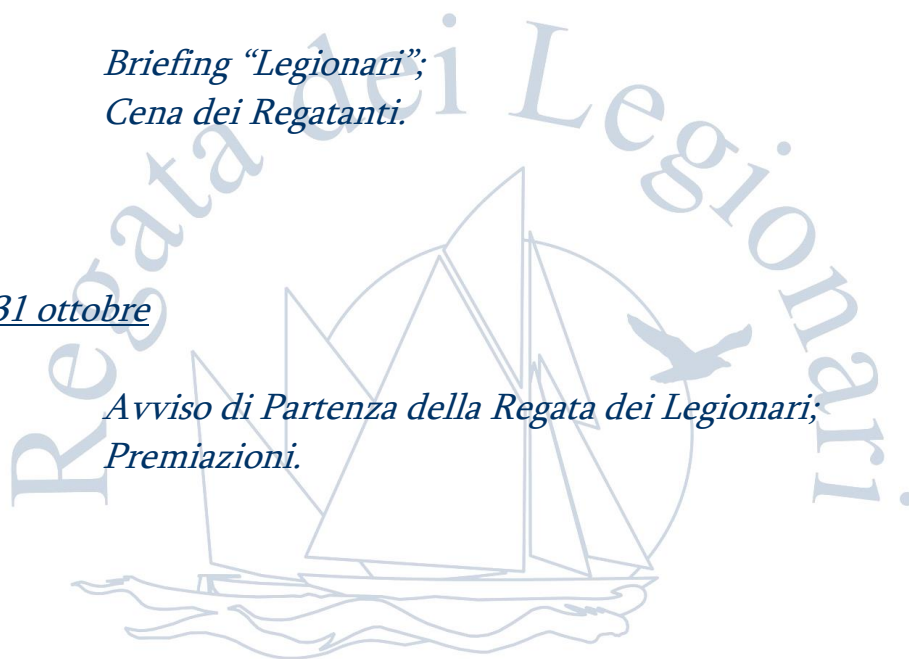 Briefing “Legionari”;
Cena dei Regatanti.
31 ottobre
Avviso di Partenza della Regata dei Legionari;
Premiazioni.
Regata dei Legionari